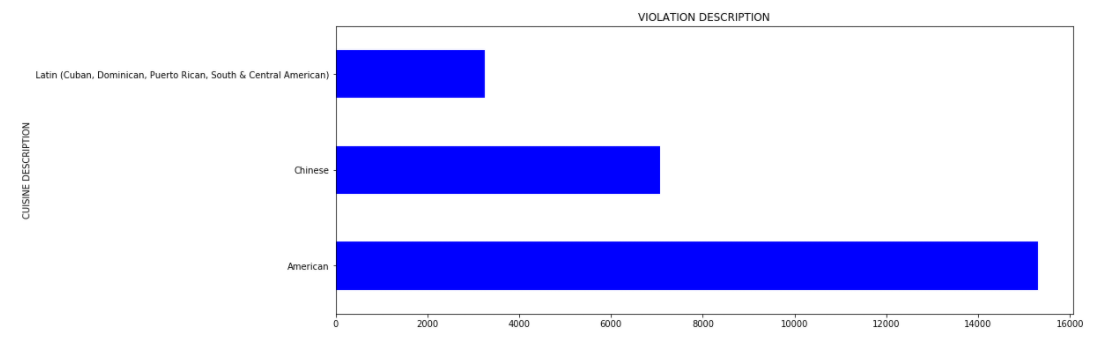 VIOLATION DESCRIPTION
CUISINE DESCRIPTION
Latin (Cuban, Dominican, Puerto Rican, South & Central American)
Chinese
American
0 2000 4000 6000 8000 10000 12000 14000 16000